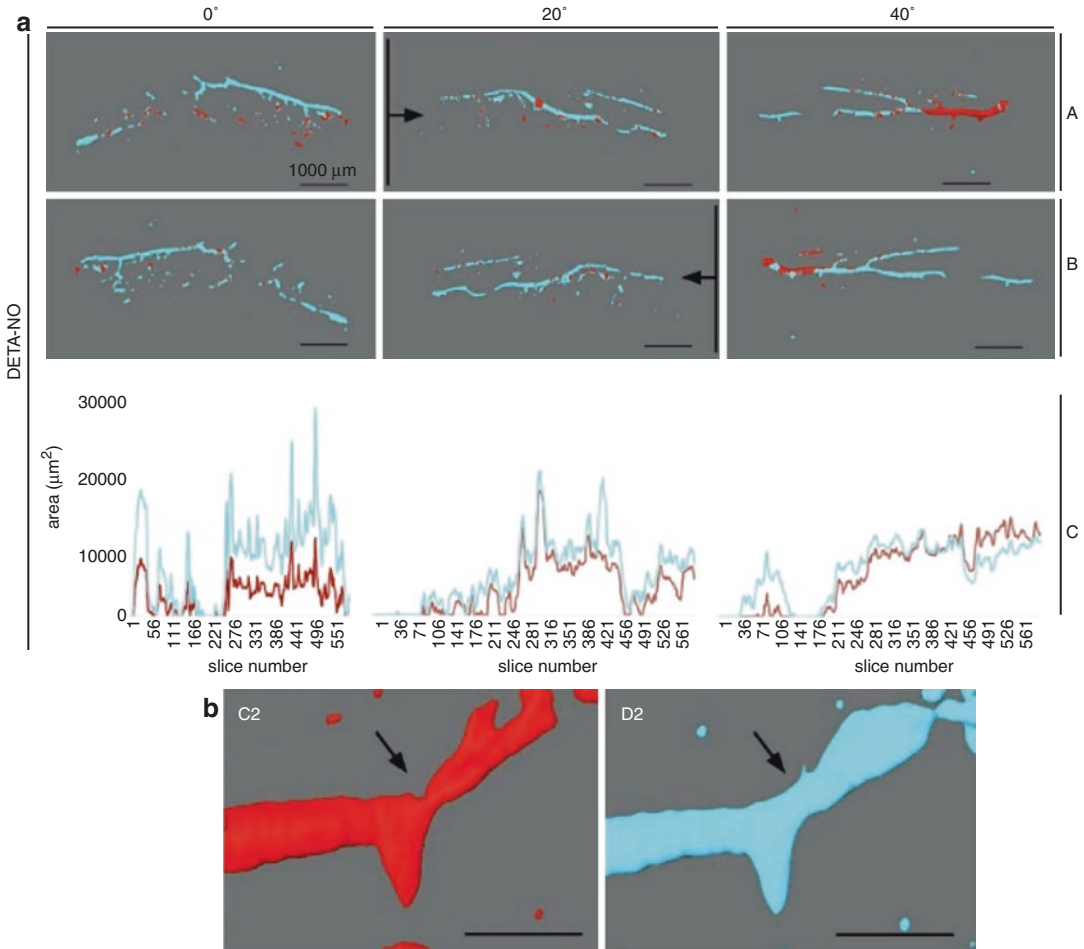 a
0° 20° 40°
DETA-NO
A
1000 µm
B
C
area (µm²)
30000
20000
10000
0
1 56 111 166 221 276 331 386 441 496 551
1 36 71 106 141 176 211 246 281 316 351 386 421 456 491 526 561
1 36 71 106 141 176 211 246 281 316 351 386 421 456 491 526 561
slice number slice number slice number
b
C2 D2